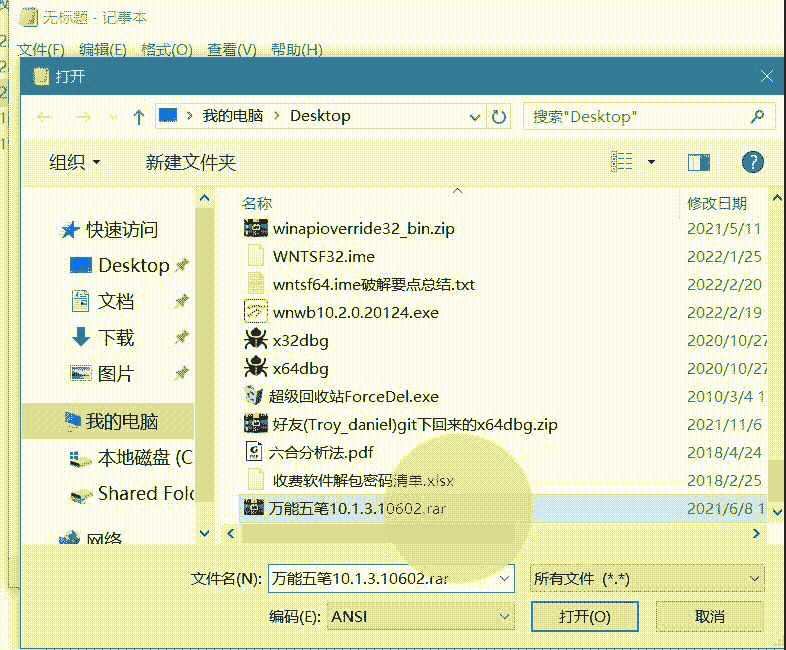 无标题 - 记事本
文件(F) 编辑(E) 格式(O) 查看(V) 帮助(H)
打开
我的电脑 Desktop 搜索"Desktop"
组织 新建文件夹
名称 修改日期
快速访问
Desktop
文档
下载
图片
我的电脑
本地磁盘 (C
Shared Fol
网络
winapioverride32_bin.zip 2021/5/11
WNTSF32.ime 2022/1/25
wntsf64.ime破解要点总结.txt 2022/2/20
wnwb10.2.0.20124.exe 2022/2/19
x32dbg 2020/10/27
x64dbg 2020/10/27
超级回收站ForceDel.exe 2010/3/4 1
好友(Troy_daniel)git下回来的x64dbg.zip 2021/11/6
六合分析法.pdf 2018/4/24
收费软件解包密码清单.xlsx 2018/2/25
万能五笔10.1.3.10602.rar 2021/6/8 1
文件名(N): 万能五笔10.1.3.10602.rar 所有文件 (*.*)
编码(E): ANSI 打开(O) 取消